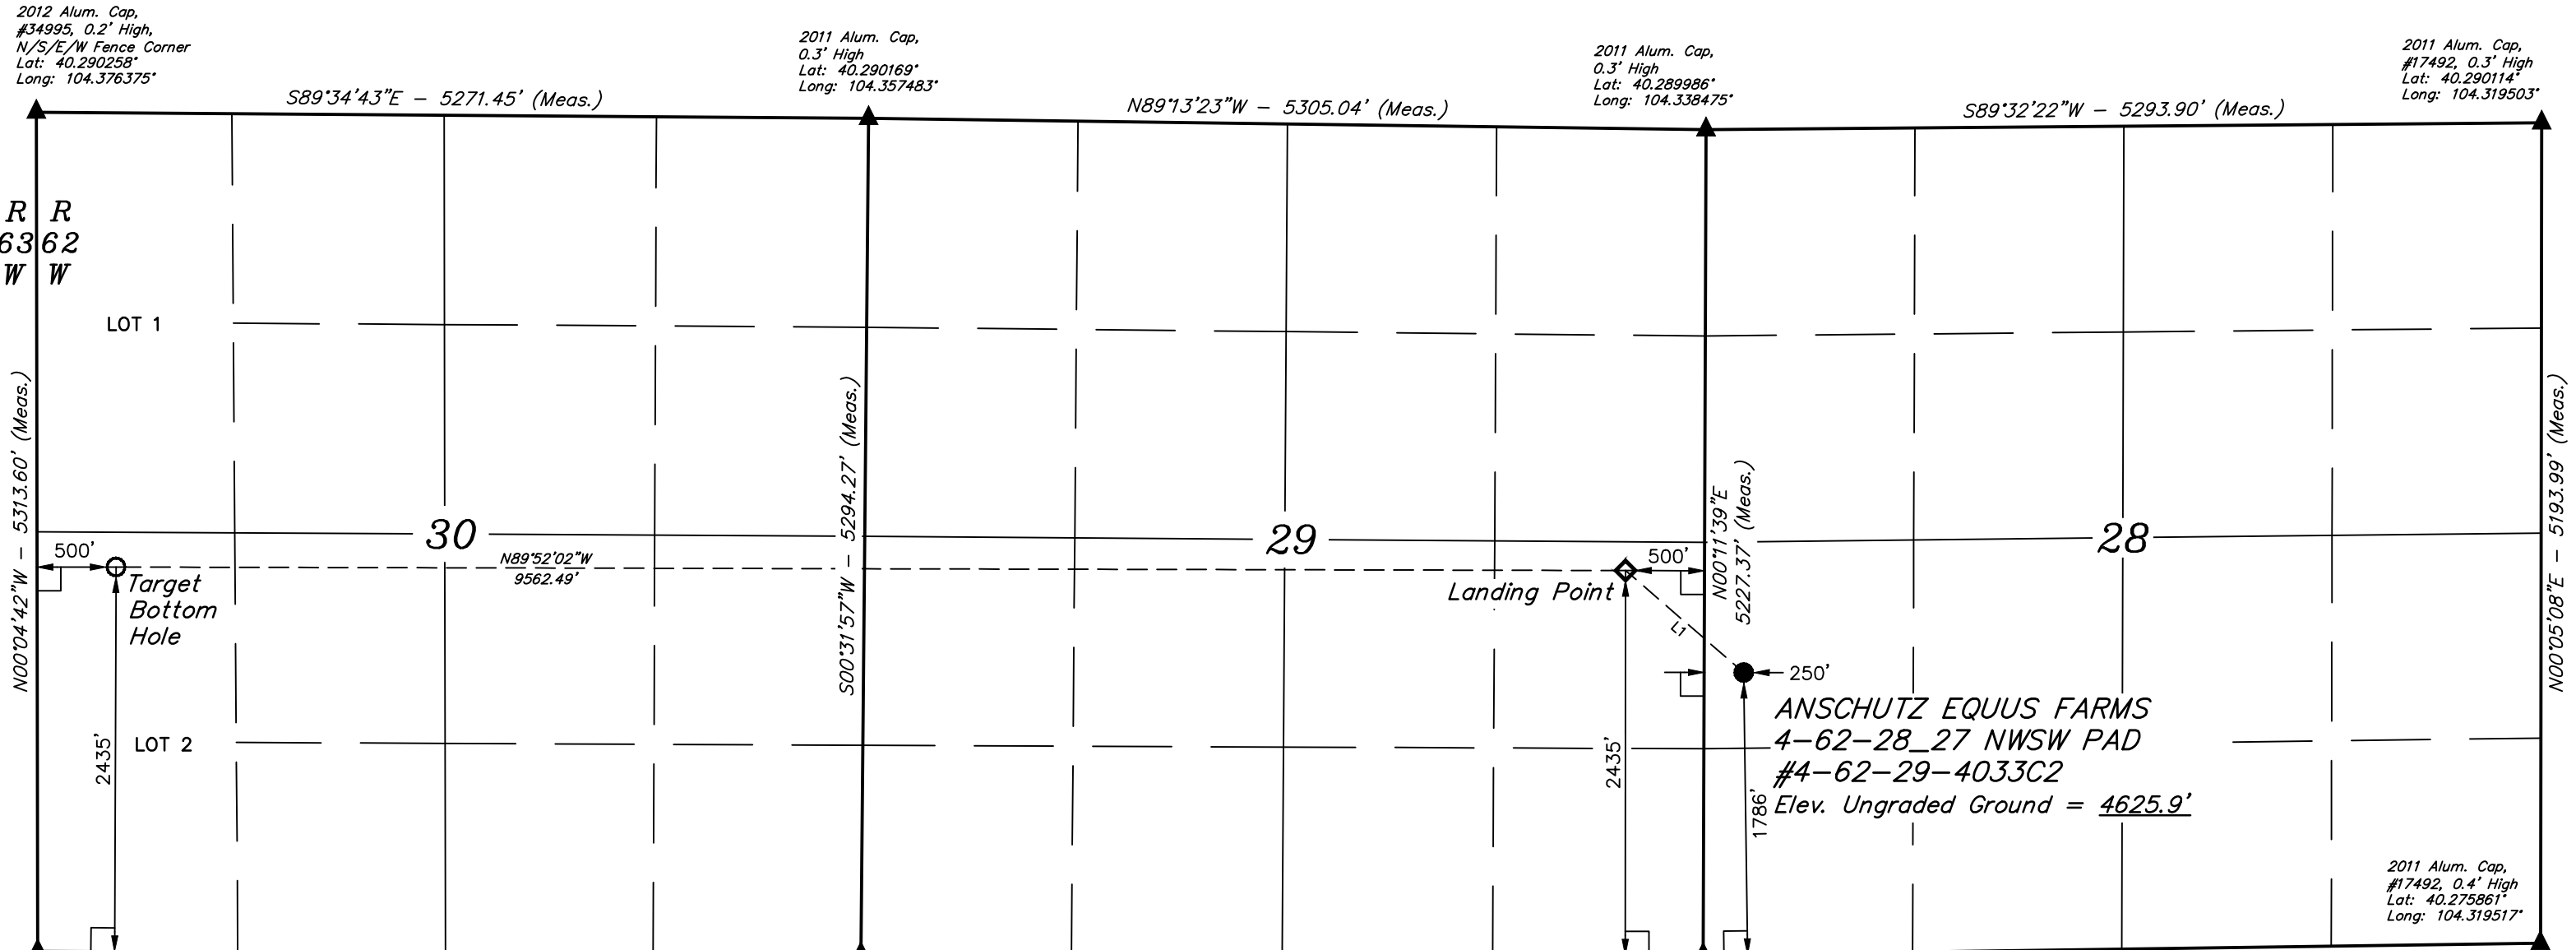 2012 Alum. Cap,
#34995, 0.2' High,
N/S/E/W Fence Corner
Lat: 40.290258°
Long: 104.376375°
2011 Alum. Cap,
0.3' High
Lat: 40.290169°
Long: 104.357483°
2011 Alum. Cap,
0.3' High
Lat: 40.289986°
Long: 104.338475°
2011 Alum. Cap,
#17492, 0.3' High
Lat: 40.290114°
Long: 104.319503°
S89°34'43"E – 5271.45' (Meas.)
N89°13'23"W – 5305.04' (Meas.)
S89°32'22"W – 5293.90' (Meas.)
R R
63 62
W W
LOT 1
N00°04'42"W – 5313.60' (Meas.)
S00°31'57"W – 5294.27' (Meas.)
N00°11'39"E
5227.37' (Meas.)
N00°05'08"E – 5193.99' (Meas.)
30
29
28
500'
N89°52'02"W
9562.49'
500'
Target
Bottom
Hole
Landing Point
L1
250'
2435'
LOT 2
2435'
1786'
ANSCHUTZ EQUUS FARMS
4-62-28_27 NWSW PAD
#4-62-29-4033C2
Elev. Ungraded Ground = 4625.9'
2011 Alum. Cap,
#17492, 0.4' High
Lat: 40.275861°
Long: 104.319517°